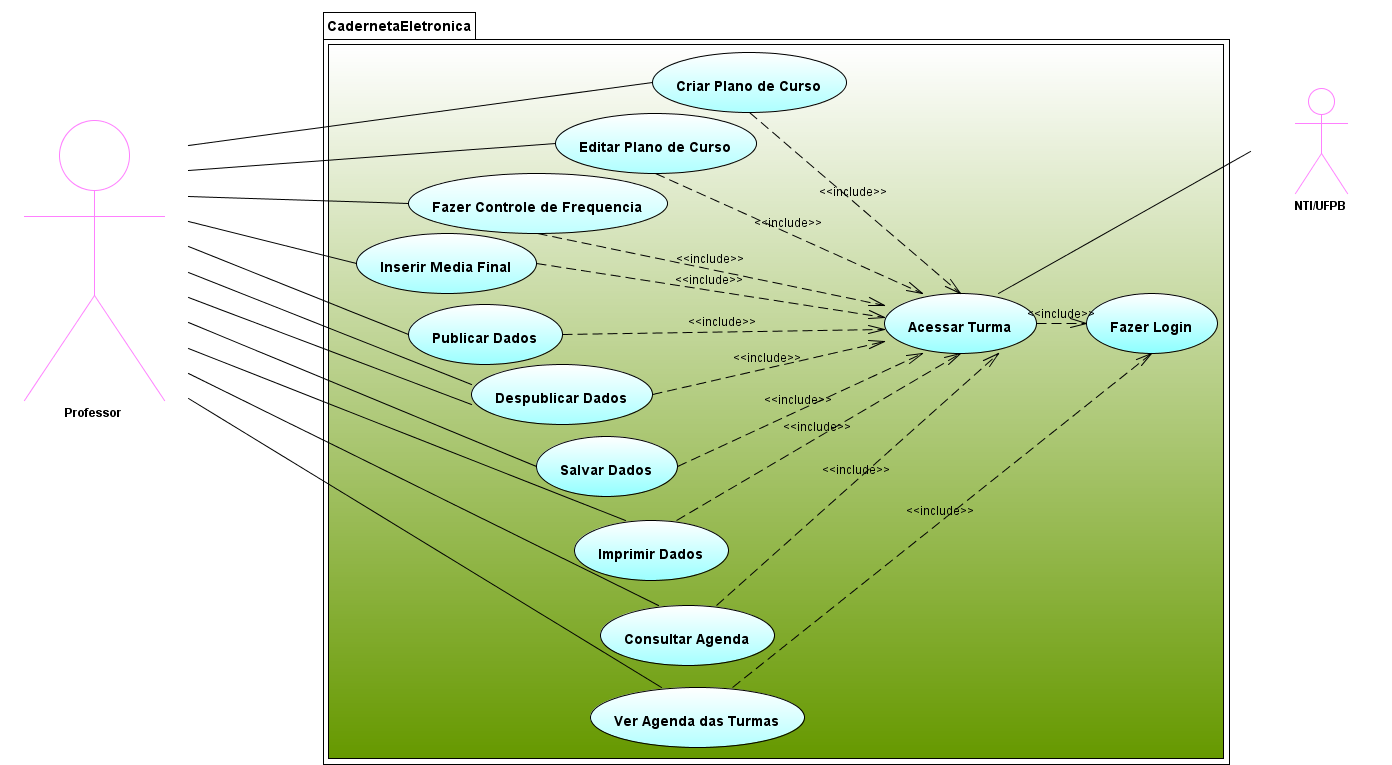 CadernetaEletronica
Criar Plano de Curso
Editar Plano de Curso
<<include>>
Fazer Controle de Frequencia
NTI/UFPB
<<include>>
<<include>>
Inserir Media Final
<<include>>
<<include>>
Publicar Dados
<<include>>
Acessar Turma
Fazer Login
<<include>>
Despublicar Dados
<<include>>
Professor
<<include>>
Salvar Dados
<<include>>
<<include>>
Imprimir Dados
Consultar Agenda
Ver Agenda das Turmas